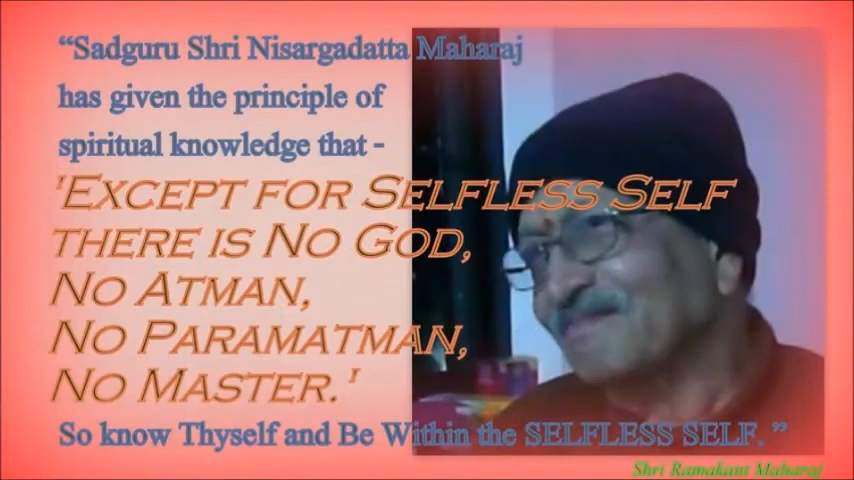 “Sadguru Shri Nisargadatta Maharaj
has given the principle of
spiritual knowledge that -
'EXCEPT FOR SELFLESS SELF
THERE IS NO GOD,
NO ATMAN,
NO PARAMATMAN,
NO MASTER.'
So know Thyself and Be Within the SELFLESS SELF. ”
Shri Ramakant Maharaj